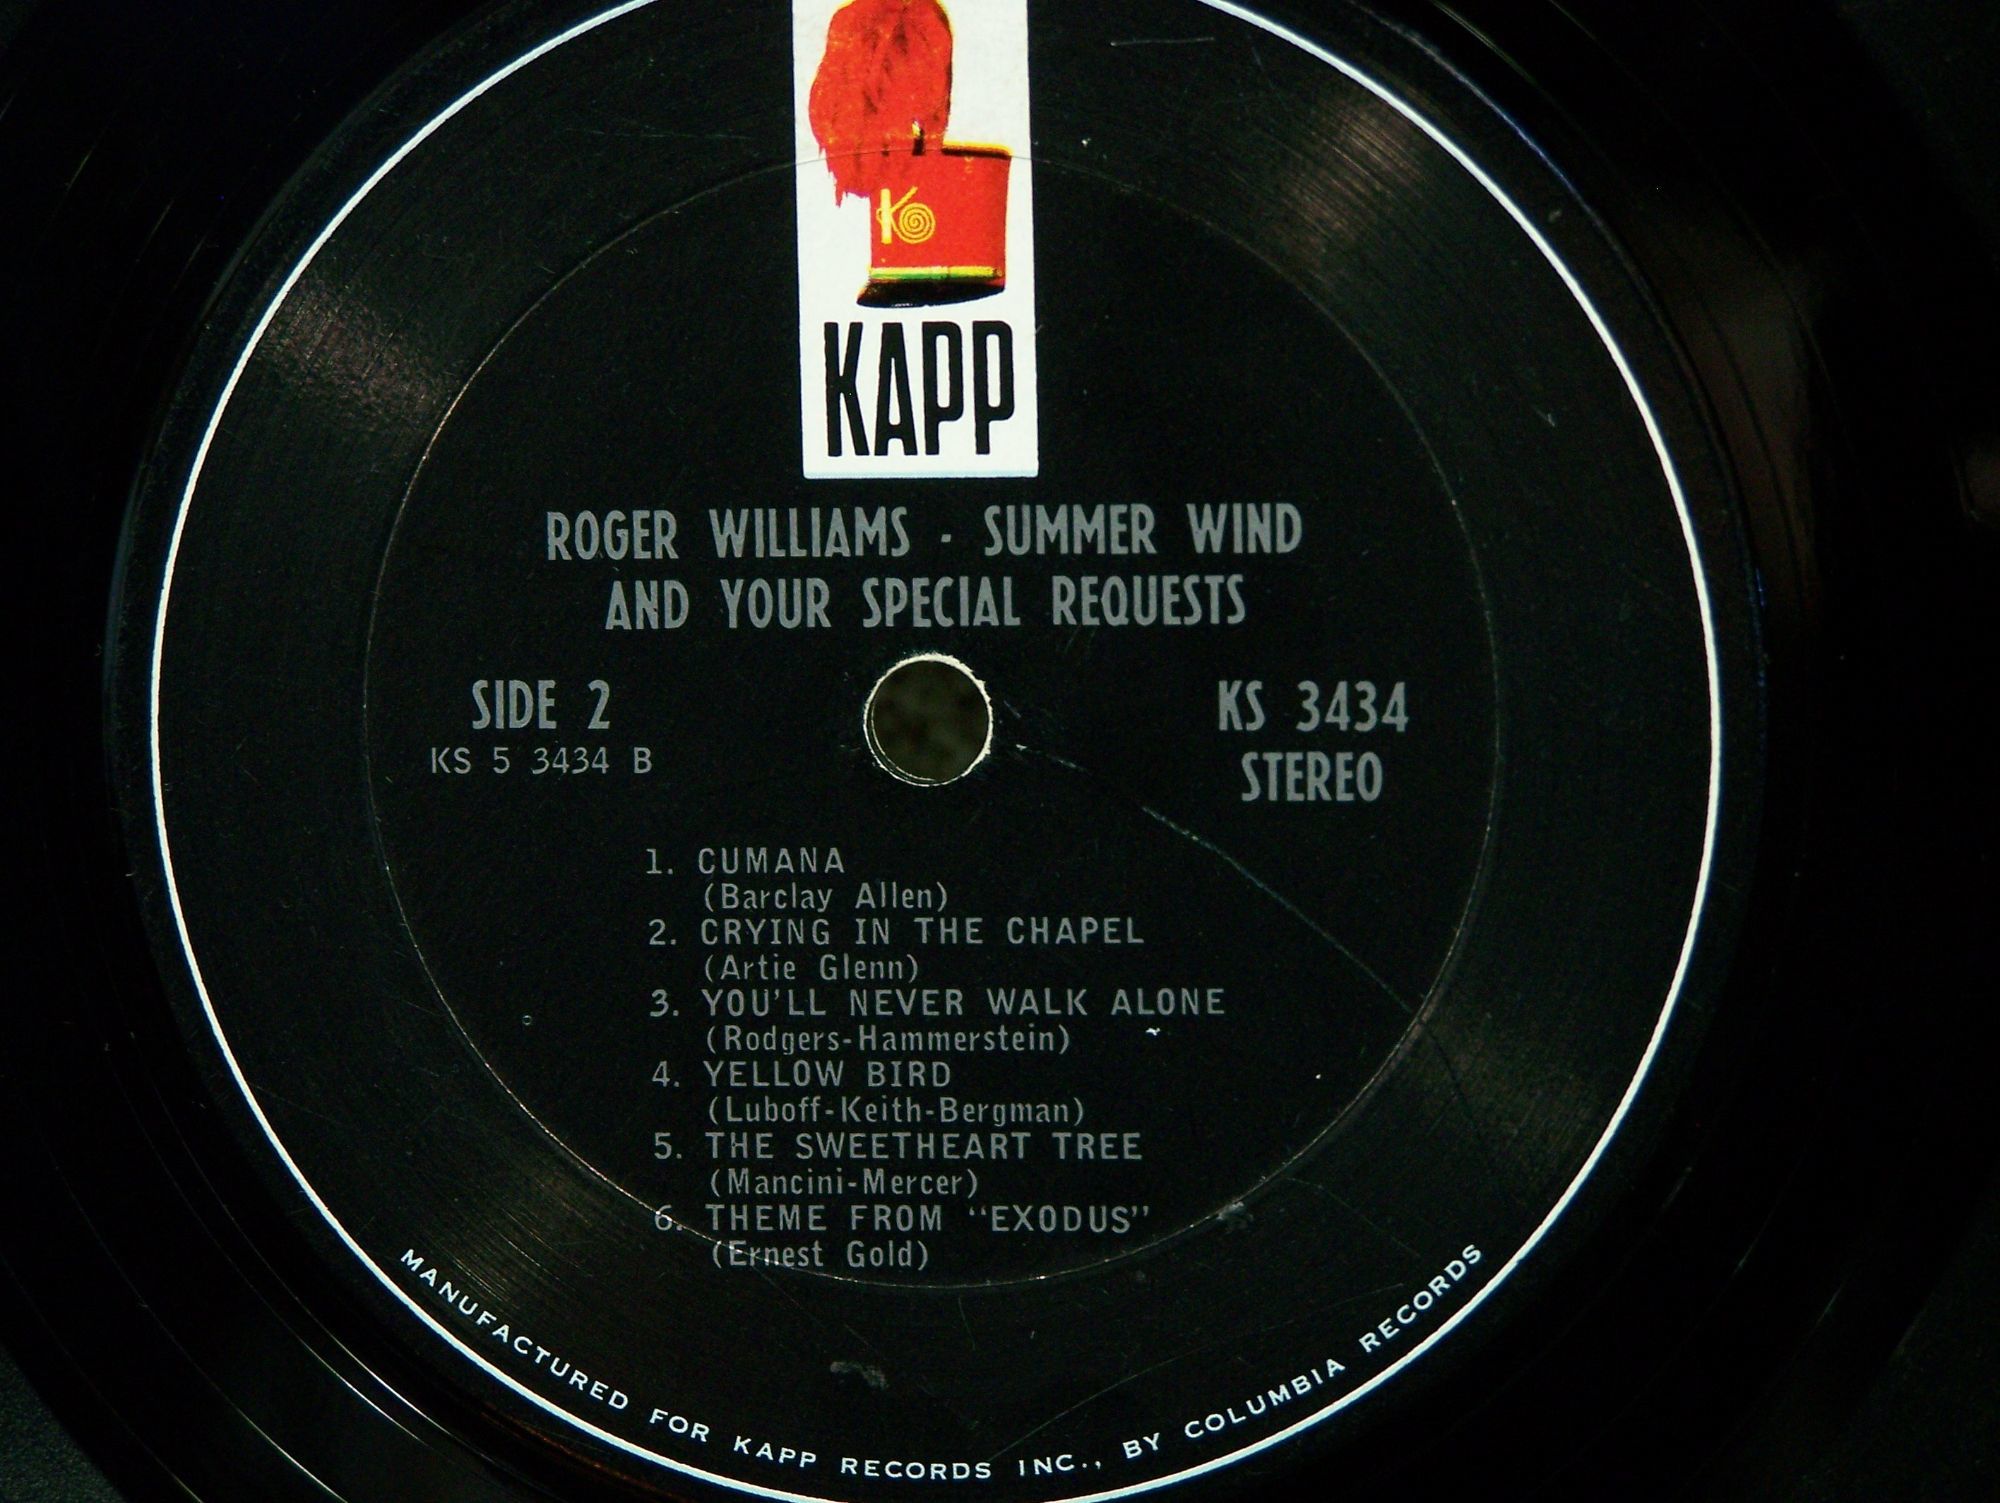 K
KAPP
ROGER WILLIAMS · SUMMER WIND
AND YOUR SPECIAL REQUESTS
SIDE 2
KS 5 3434 B
KS 3434
STEREO
1. CUMANA
(Barclay Allen)
2. CRYING IN THE CHAPEL
(Artie Glenn)
3. YOU'LL NEVER WALK ALONE
(Rodgers-Hammerstein)
4. YELLOW BIRD
(Luboff-Keith-Bergman)
5. THE SWEETHEART TREE
(Mancini-Mercer)
6. THEME FROM "EXODUS"
(Ernest Gold)
MANUFACTURED FOR KAPP RECORDS INC., BY COLUMBIA RECORDS